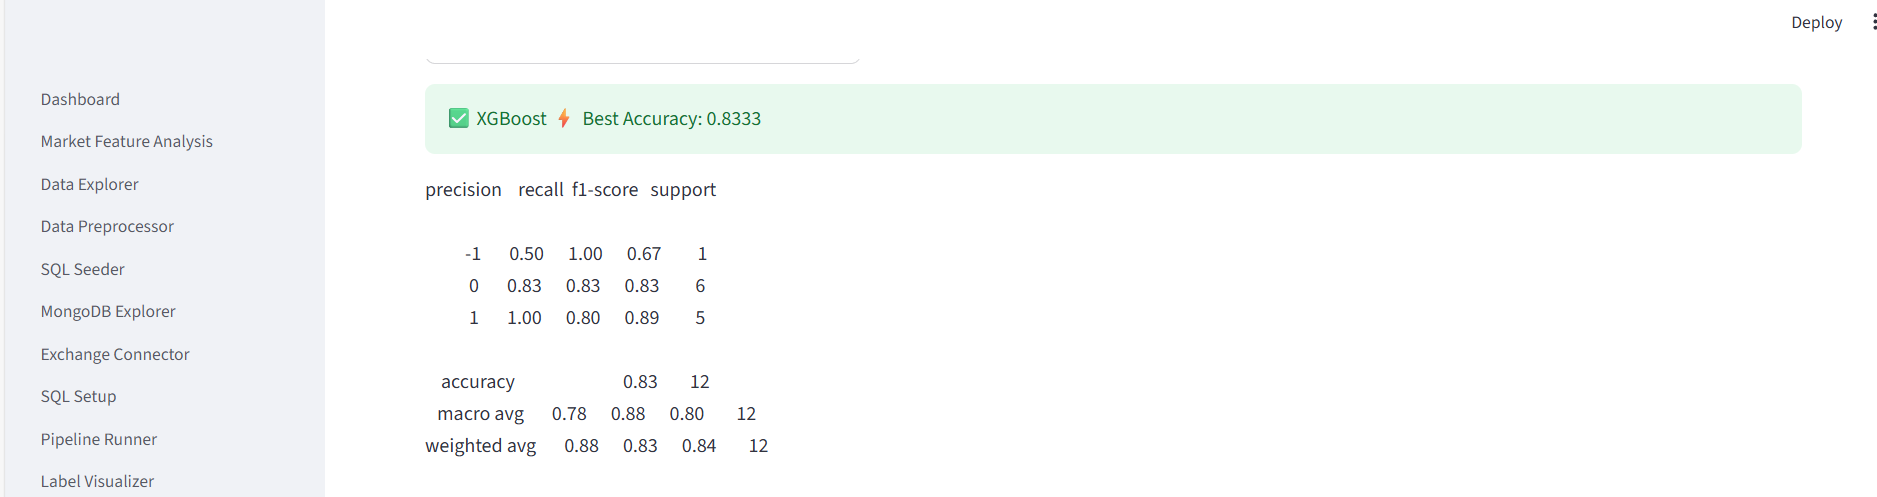 Deploy
Dashboard
Market Feature Analysis
Data Explorer
Data Preprocessor
SQL Seeder
MongoDB Explorer
Exchange Connector
SQL Setup
Pipeline Runner
Label Visualizer
✅ XGBoost ⚡ Best Accuracy: 0.8333
precision recall f1-score support
-1 0.50 1.00 0.67 1
0 0.83 0.83 0.83 6
1 1.00 0.80 0.89 5
accuracy 0.83 12
macro avg 0.78 0.88 0.80 12
weighted avg 0.88 0.83 0.84 12